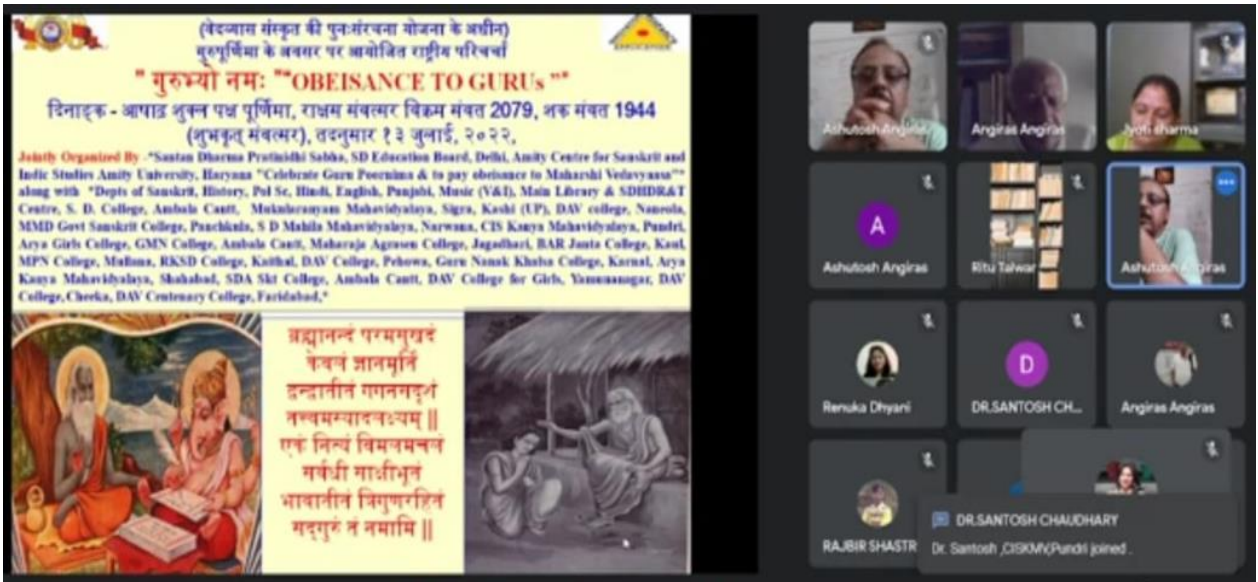 (वेदव्यास संस्कृत की पुनःसंरचना योजना के अधीन)
गुरुपूर्णिमा के अवसर पर आयोजित राष्ट्रीय परिचर्चा
" गुरुभ्यो नमः "“OBEISANCE TO GURUs ”"
दिनाङ्क - आषाढ शुक्ल पक्ष पूर्णिमा, राक्षस संवत्सर विक्रम संवत 2079, शक संवत 1944
(शुभकृत् संवत्सर), तदनुसार १३ जुलाई, २०२२,
Jointly Organized By -"Santan Dharma Pratinidhi Sabha, SD Education Board, Delhi, Amity Centre for Sanskrit and
Indic Studies Amity University, Haryana "Celebrate Guru Poornima & to pay obeisance to Maharshi Vedavyasa"
along with "Depts of Sanskrit, History, Pol Sc, Hindi, English, Punjabi, Music (V&I), Main Library & SDHDR&T
Centre, S. D. College, Ambala Cantt, Muknlaranyam Mahavidyalaya, Sigra, Kashi (UP), DAV college, Naneola,
MMD Govt Sanskrit College, Panchkula, S D Mahila Mahavidyalaya, Narwana, CIS Kanya Mahavidyalaya, Pundri,
Arya Girls College, GMN College, Ambala Cantt, Maharaja Agrasen College, Jagadhari, BAR Janta College, Kaul,
MPN College, Mullana, RKSD College, Kaithal, DAV College, Pehowa, Guru Nanak Khalsa College, Karnal, Arya
Kanya Mahavidyalaya, Shahabad, SDA Skt College, Ambala Cantt, DAV College for Girls, Yamunanagar, DAV
College, Cheeka, DAV Centenary College, Faridabad,"
ब्रह्मानन्दं परमसुखदं
केवलं ज्ञानमूर्तिं
द्वन्द्वातीतं गगनसदृशं
तत्त्वमस्यादिलक्ष्यम् ||
एकं नित्यं विमलमचलं
सर्वधी साक्षीभूतं
भावातीतं त्रिगुणरहितं
सद्गुरुं तं नमामि ||
Ashutosh Angiras
Angiras Angiras
Jyoti sharma
A
Ashutosh Angiras
Ritu Talwar
Ashutosh Angiras
Renuka Dhyani
D
DR.SANTOSH CH...
Angiras Angiras
RAJBIR SHASTR
DR.SANTOSH CHAUDHARY
Dr. Santosh ,CISKMV,Pundri joined .